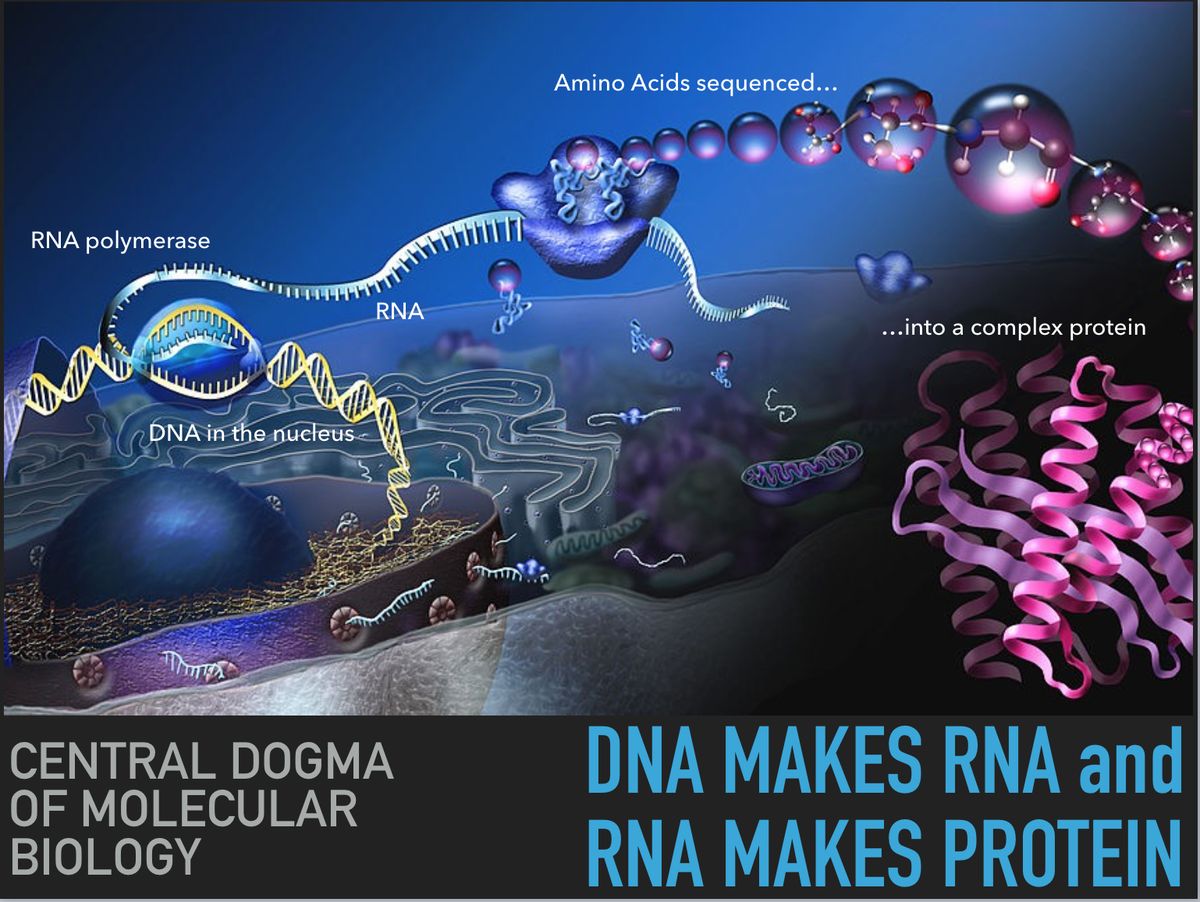 Amino Acids sequenced...
RNA polymerase
RNA
...into a complex protein
DNA in the nucleus
CENTRAL DOGMA
OF MOLECULAR
BIOLOGY
DNA MAKES RNA and
RNA MAKES PROTEIN